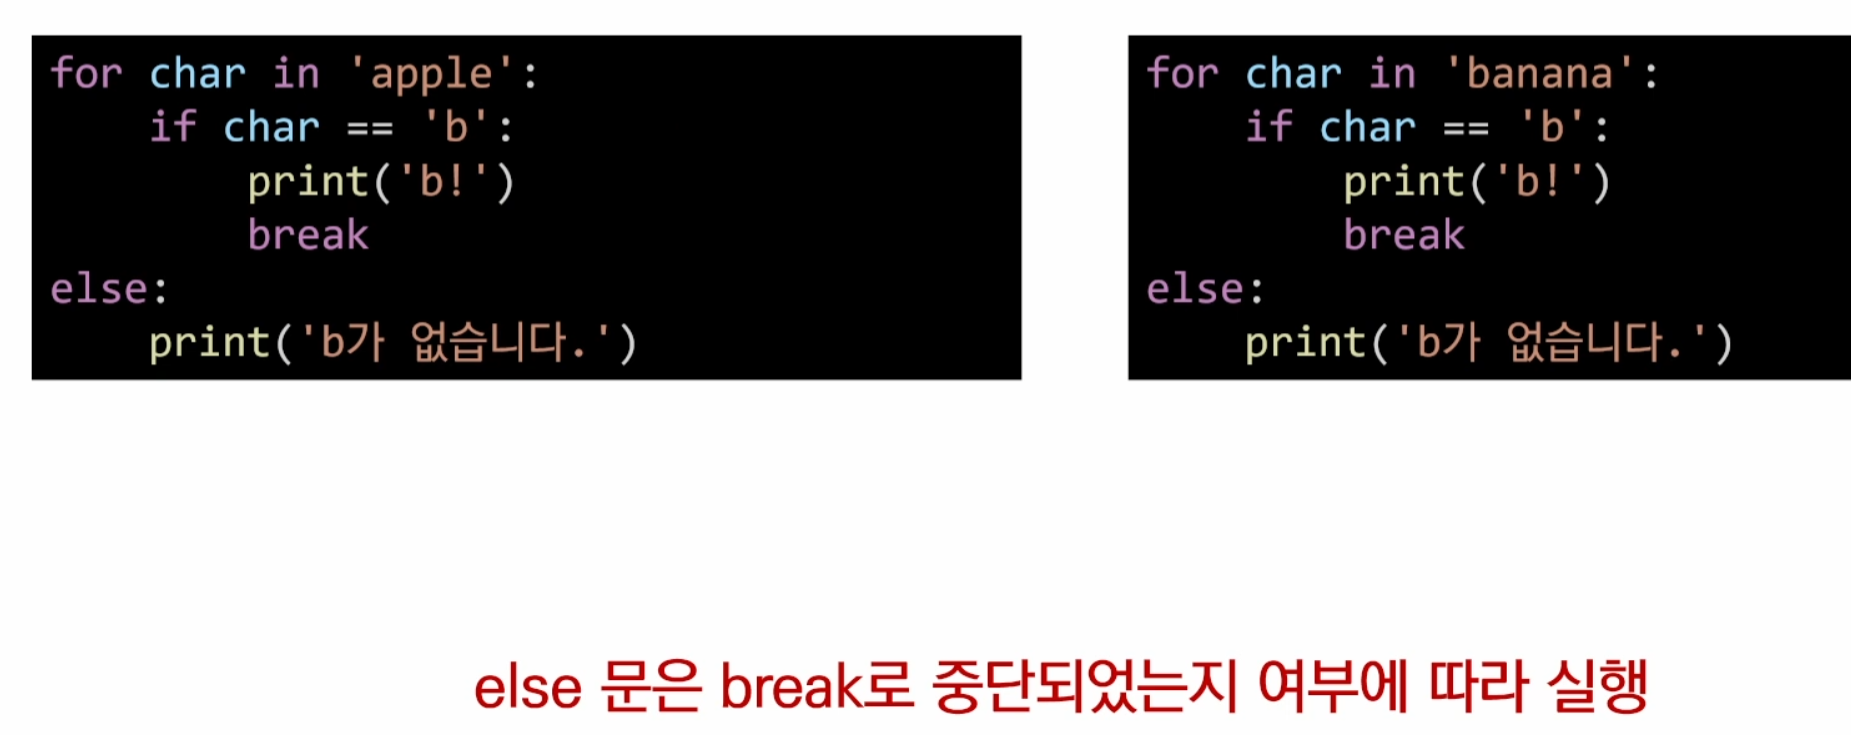 for char in 'apple':
    if char == 'b':
        print('b!')
        break
else:
    print('b가 없습니다.')
for char in 'banana':
    if char == 'b':
        print('b!')
        break
else:
    print('b가 없습니다.')
else 문은 break로 중단되었는지 여부에 따라 실행